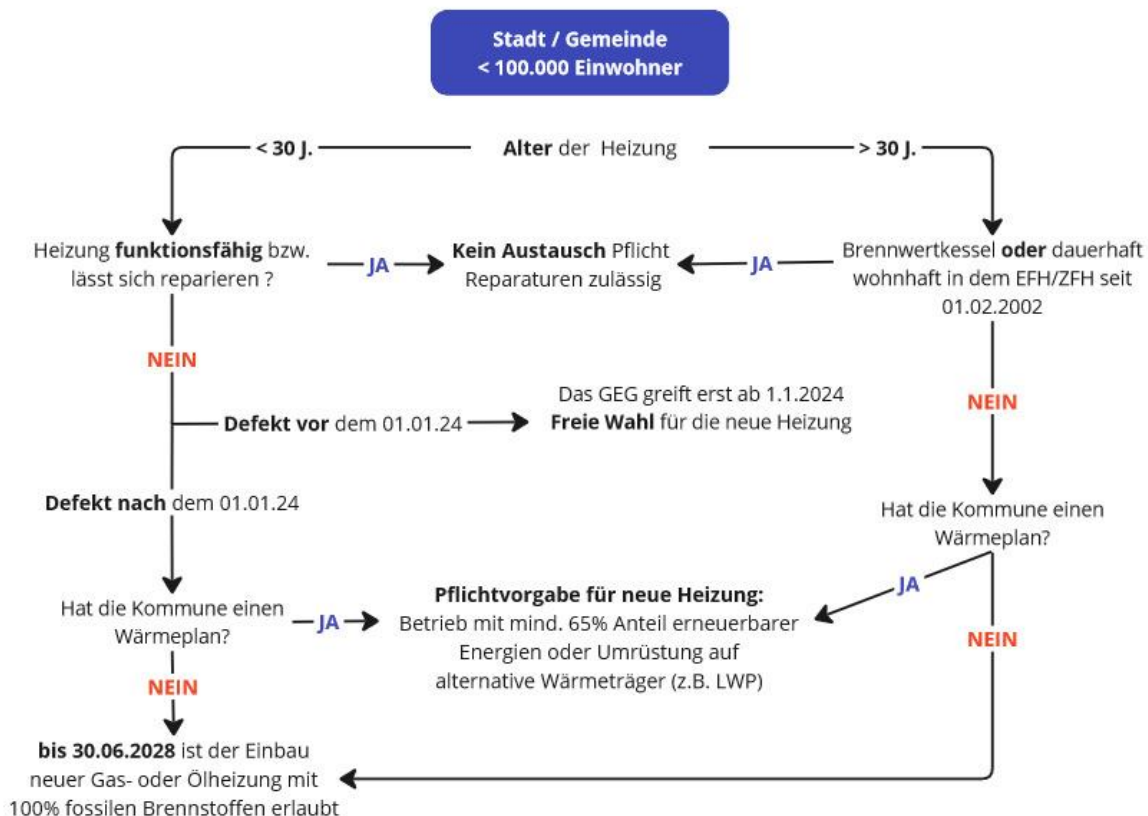 Stadt / Gemeinde
< 100.000 Einwohner
< 30 J.
Alter der Heizung
> 30 J.
Heizung funktionsfähig bzw.
lässt sich reparieren ?
JA
Kein Austausch Pflicht
Reparaturen zulässig
JA
Brennwertkessel oder dauerhaft
wohnhaft in dem EFH/ZFH seit
01.02.2002
NEIN
NEIN
Defekt vor dem 01.01.24
Das GEG greift erst ab 1.1.2024
Freie Wahl für die neue Heizung
Defekt nach dem 01.01.24
Hat die Kommune einen
Wärmeplan?
JA
Hat die Kommune einen
Wärmeplan?
JA
Pflichtvorgabe für neue Heizung:
Betrieb mit mind. 65% Anteil erneuerbarer
Energien oder Umrüstung auf
alternative Wärmeträger (z.B. LWP)
NEIN
NEIN
bis 30.06.2028 ist der Einbau
neuer Gas- oder Ölheizung mit
100% fossilen Brennstoffen erlaubt